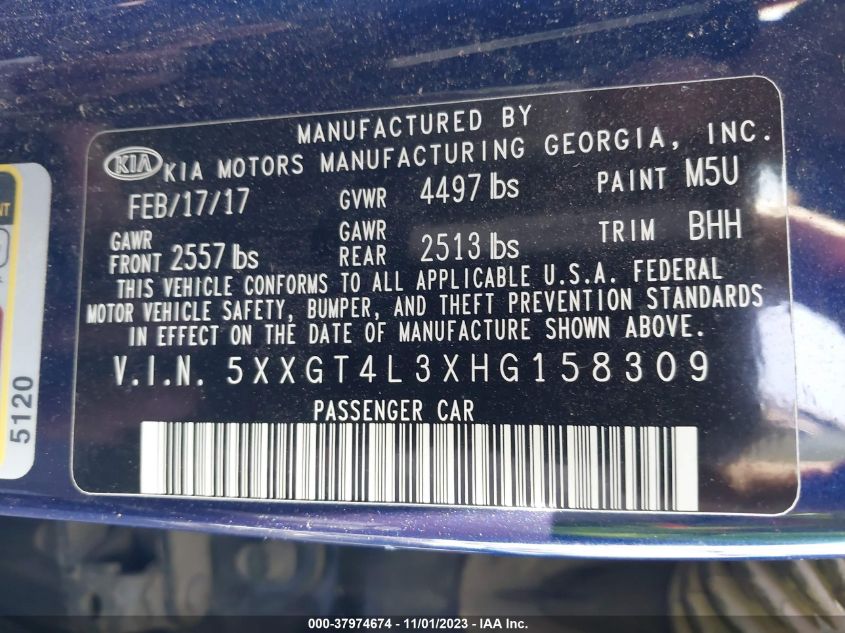 MANUFACTURED BY
KIA KIA MOTORS MANUFACTURING GEORGIA, INC.
FEB/17/17 GVWR 4497 lbs PAINT M5U
GAWR FRONT 2557 lbs GAWR REAR 2513 lbs TRIM BHH
THIS VEHICLE CONFORMS TO ALL APPLICABLE U.S.A. FEDERAL
MOTOR VEHICLE SAFETY, BUMPER, AND THEFT PREVENTION STANDARDS
IN EFFECT ON THE DATE OF MANUFACTURE SHOWN ABOVE.
V.I.N. 5XXGT4L3XHG158309
PASSENGER CAR
5120
000-37974674 - 11/01/2023 - IAA Inc.